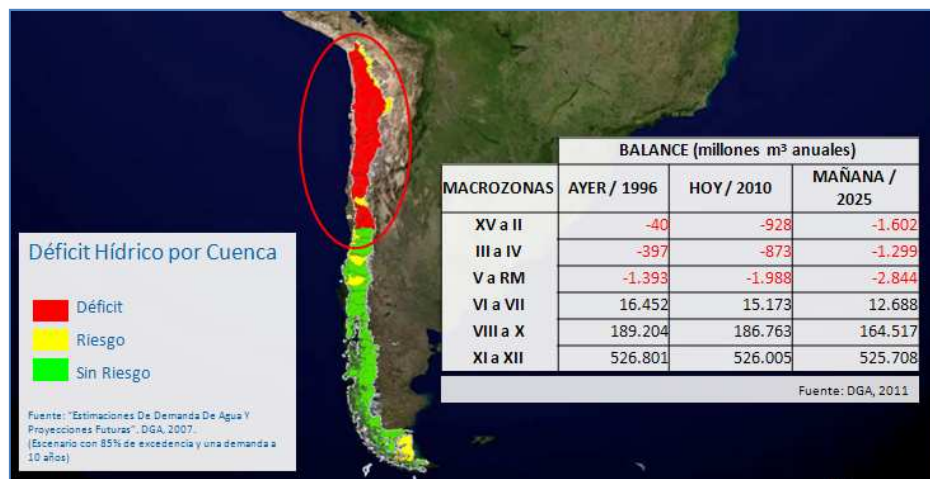 BALANCE (millones m³ anuales)
MACROZONAS AYER / 1996 HOY / 2010 MAÑANA / 2025
XV a II -40 -928 -1.602
III a IV -397 -873 -1.299
V a RM -1.393 -1.988 -2.844
VI a VII 16.452 15.173 12.688
VIII a X 189.204 186.763 164.517
XI a XII 526.801 526.005 525.708
Fuente: DGA, 2011
Déficit Hídrico por Cuenca
Déficit
Riesgo
Sin Riesgo
Fuente: "Estimaciones De Demanda De Agua Y
Proyecciones Futuras". DGA, 2007.
(Escenario con 85% de excedencia y una demanda a
10 años)